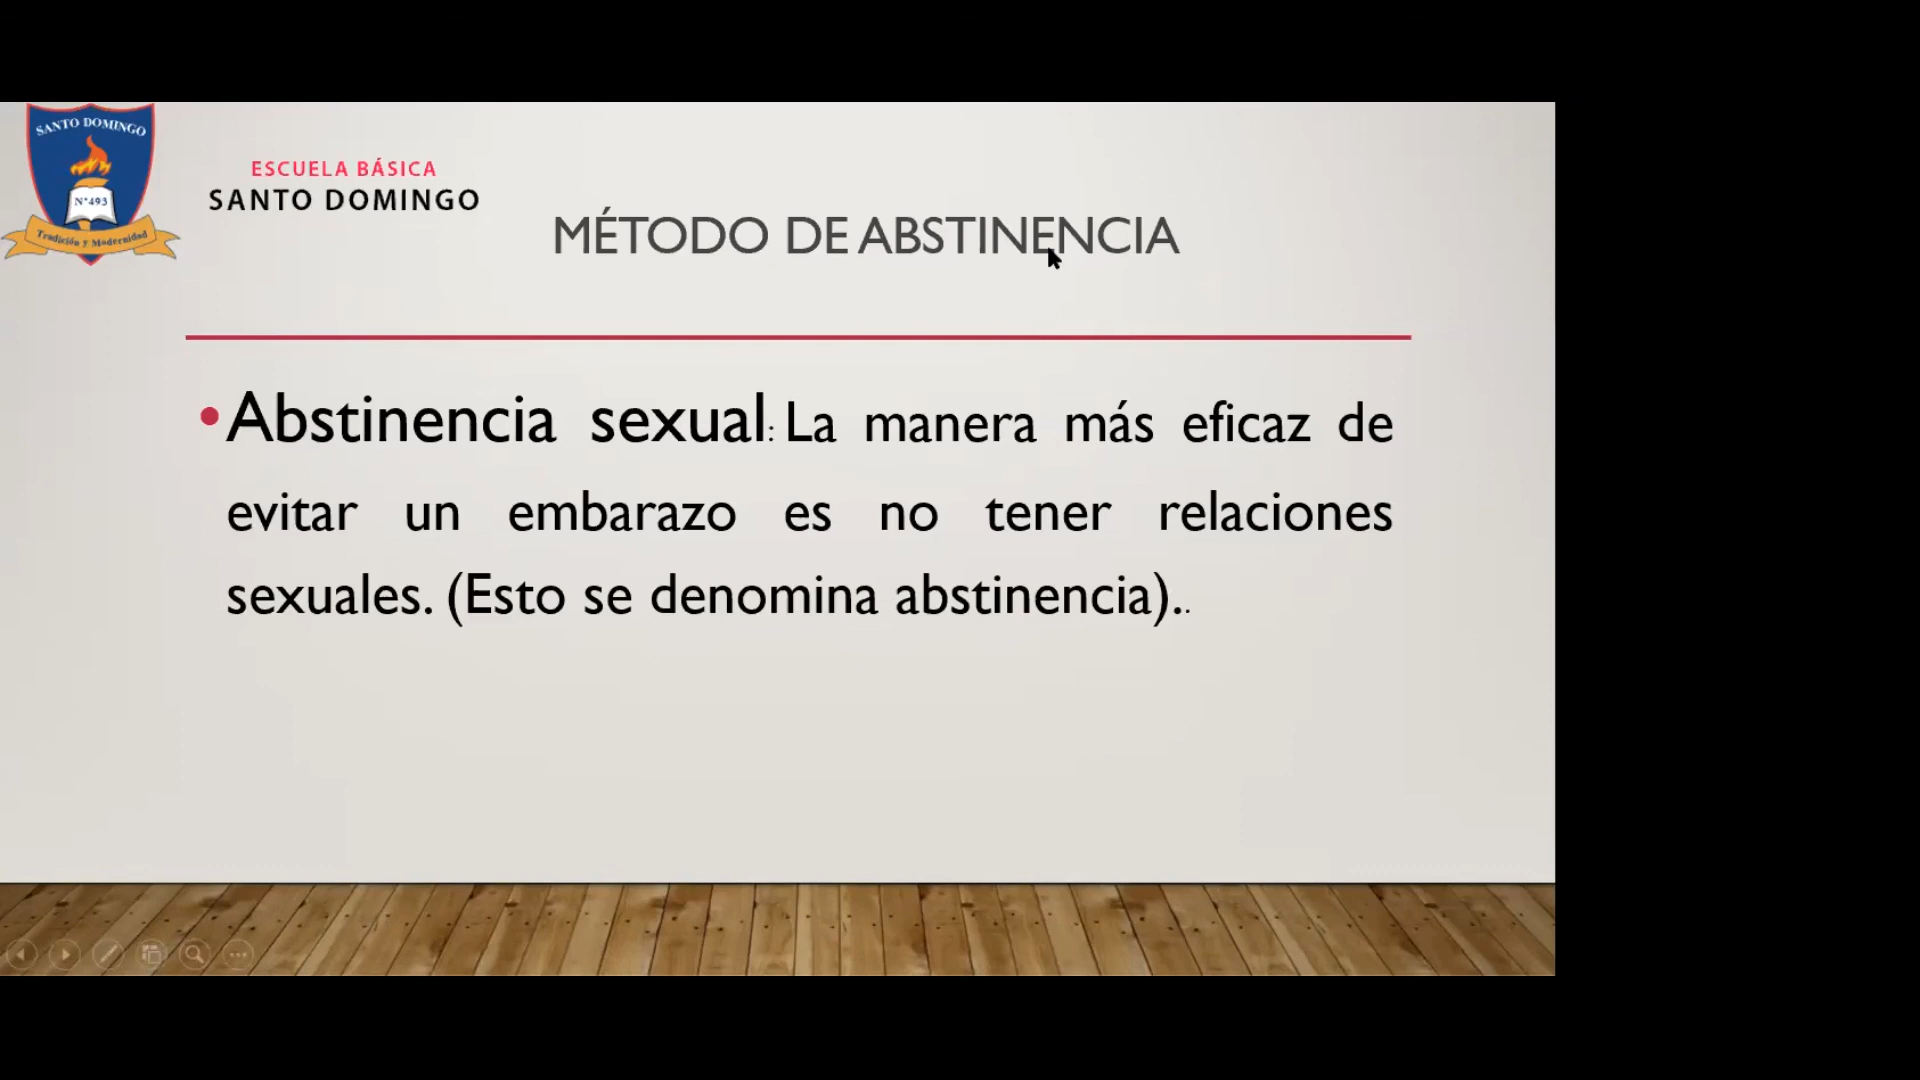 SANTO DOMINGO
N°493
Tradición y Modernidad
ESCUELA BÁSICA
SANTO DOMINGO
MÉTODO DE ABSTINENCIA
•Abstinencia sexual: La manera más eficaz de
evitar un embarazo es no tener relaciones
sexuales. (Esto se denomina abstinencia)..